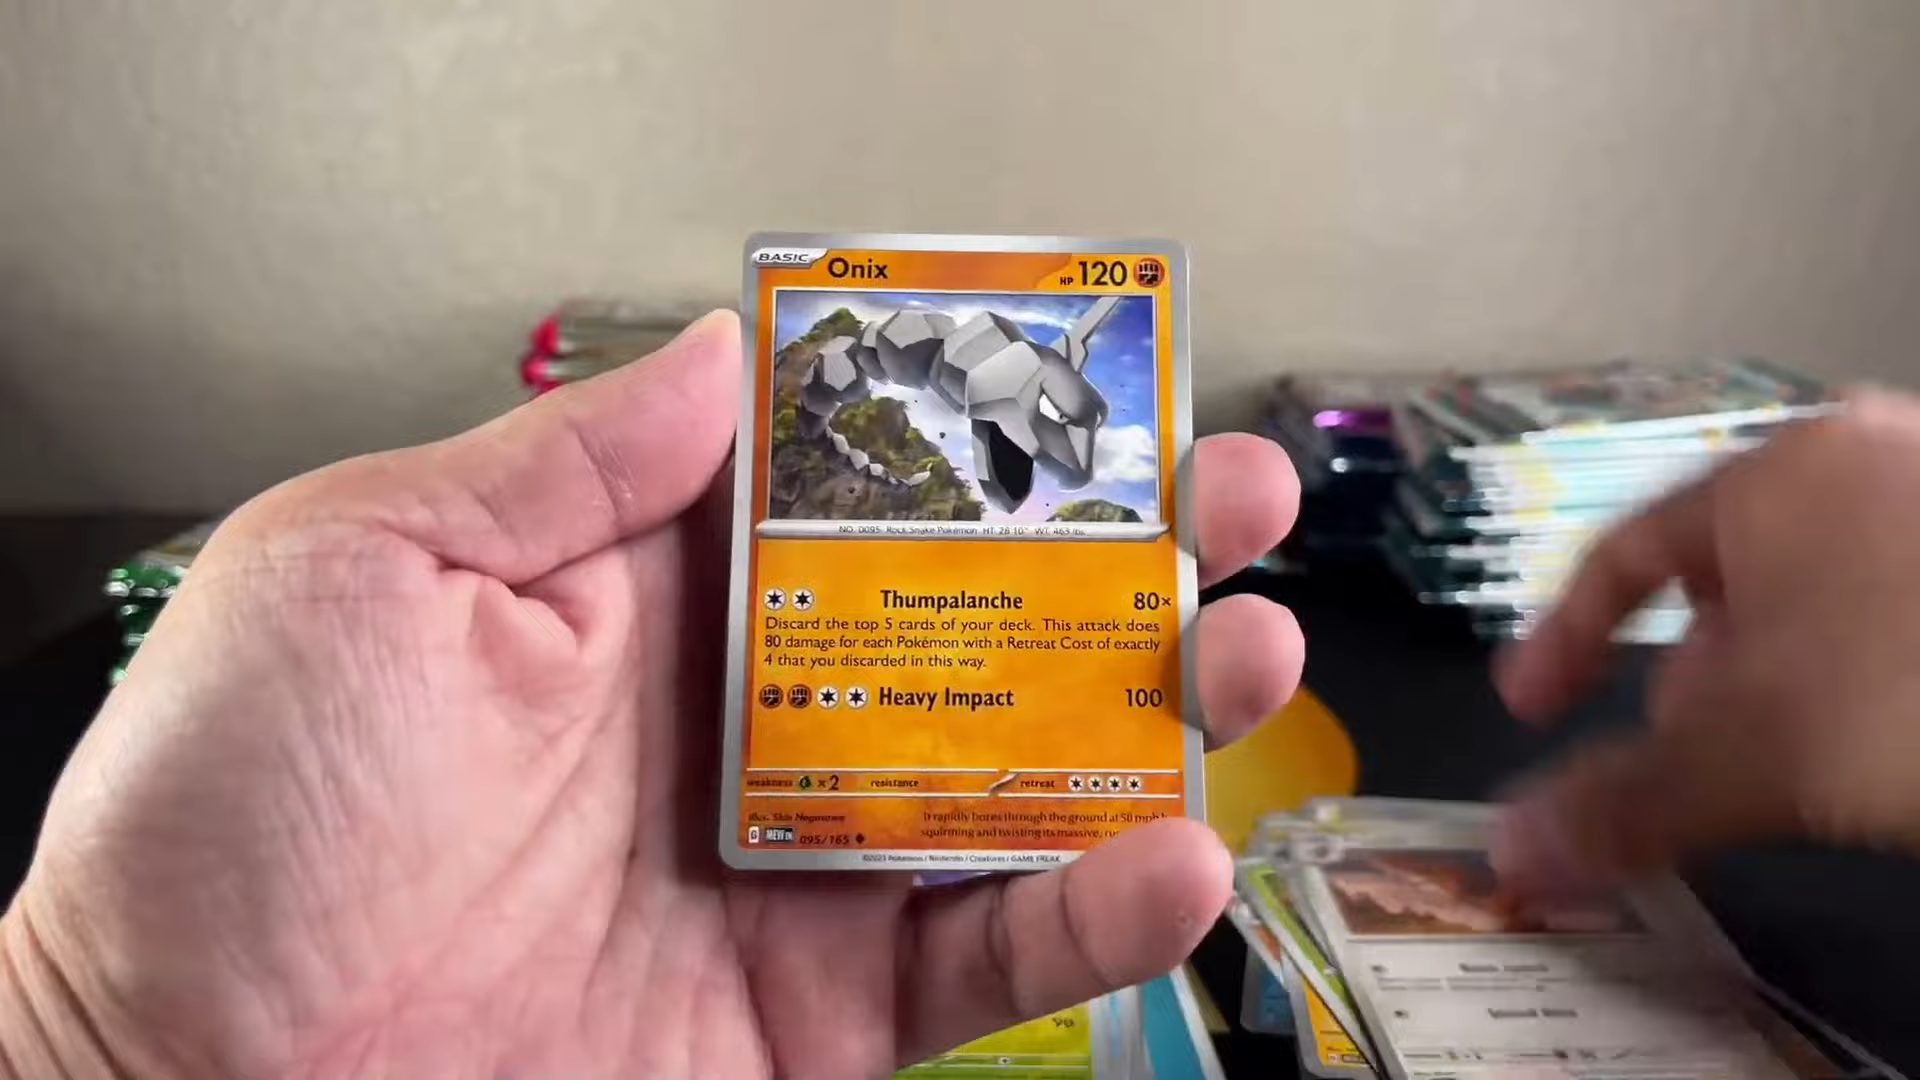 BASIC Onix HP 120
NO. 0095 Rock Snake Pokémon HT: 28'10" WT: 463 lbs.
Thumpalanche 80×
Discard the top 5 cards of your deck. This attack does
80 damage for each Pokémon with a Retreat Cost of exactly
4 that you discarded in this way.
Heavy Impact 100
weakness ×2 resistance retreat
Illus. Shin Nagasawa
It rapidly bores through the ground at 50 mph b
squirming and twisting its massive, ru
G MEW EN 095/165
©2023 Pokémon / Nintendo / Creatures / GAME FREAK